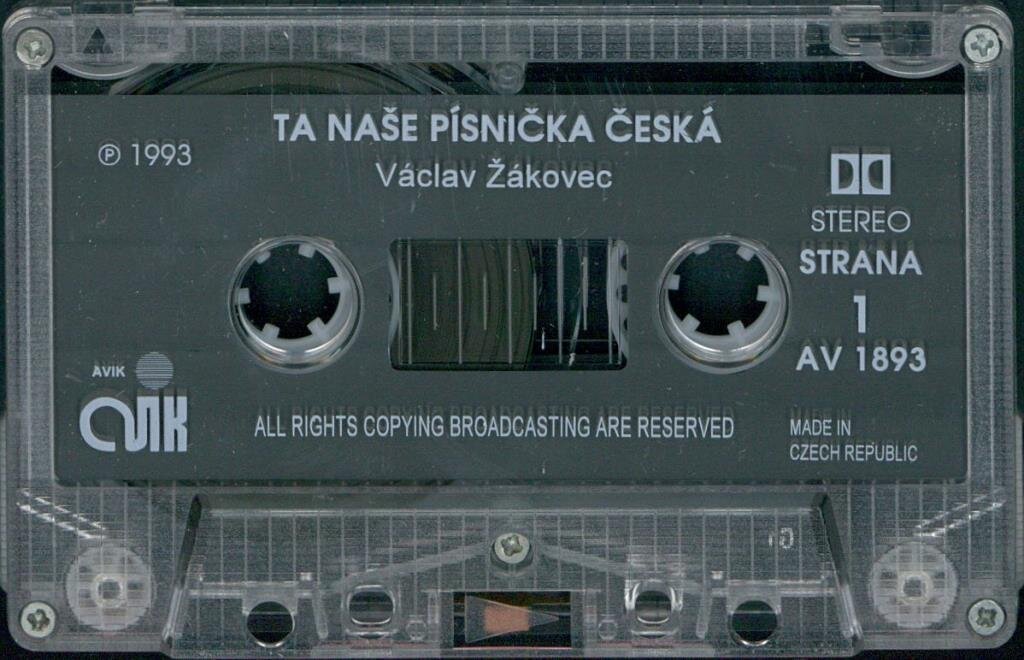 TA NAŠE PÍSNIČKA ČESKÁ
℗ 1993
Václav Žákovec
STEREO
STRANA
1
AV 1893
AVIK
AVIK
ALL RIGHTS COPYING BROADCASTING ARE RESERVED
MADE IN
CZECH REPUBLIC